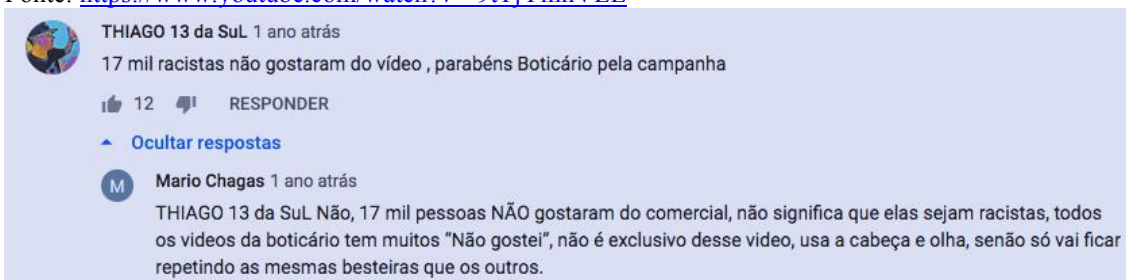 THIAGO 13 da SuL 1 ano atrás
17 mil racistas não gostaram do vídeo , parabéns Boticário pela campanha
12 RESPONDER
Ocultar respostas
M
Mario Chagas 1 ano atrás
THIAGO 13 da SuL Não, 17 mil pessoas NÃO gostaram do comercial, não significa que elas sejam racistas, todos
os videos da boticário tem muitos "Não gostei", não é exclusivo desse video, usa a cabeça e olha, senão só vai ficar
repetindo as mesmas besteiras que os outros.